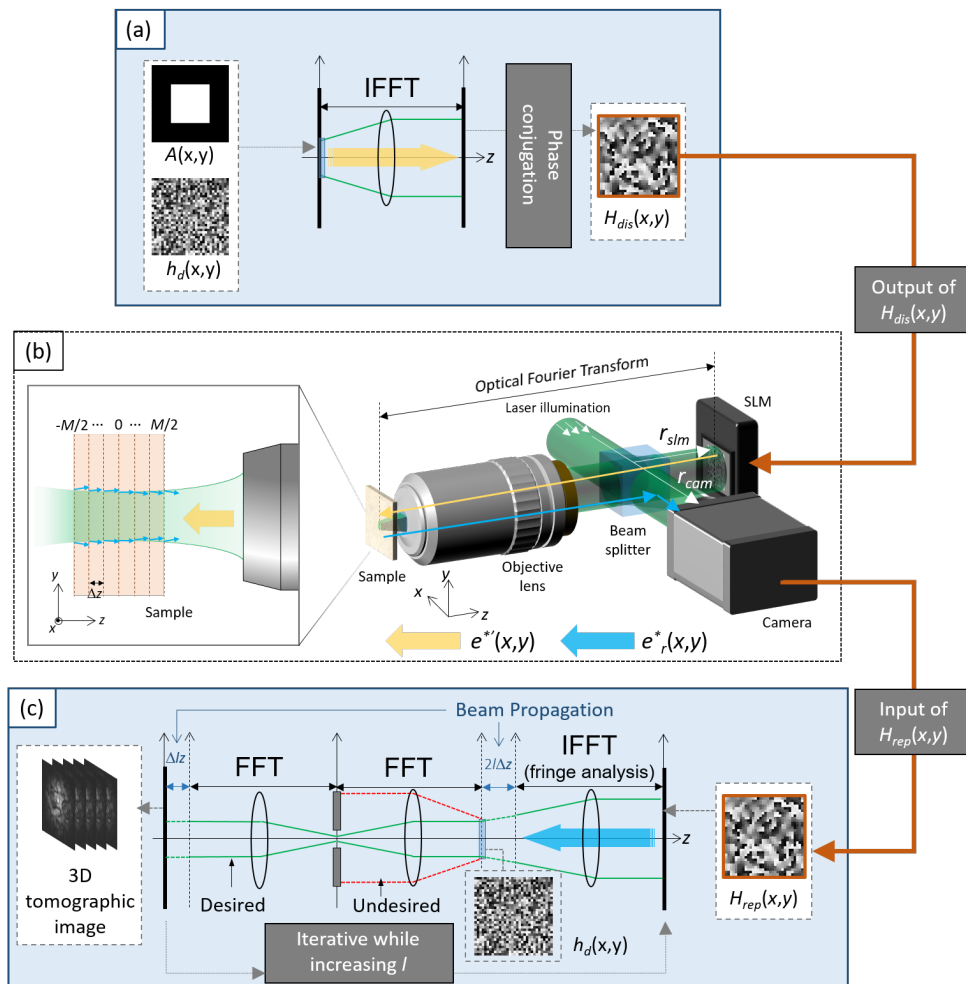 (a)
IFFT
A(x,y)
z
h_d(x,y)
Phase
conjugation
H_dis(x,y)
Output of
H_dis(x,y)
(b)
-M/2 ··· 0 ··· M/2
Δz
y
x
z
Sample
Optical Fourier Transform
Laser illumination
SLM
r_slm
r_cam
Beam
splitter
Objective
lens
Sample
x
y
z
Camera
e*'(x,y)
e*_r(x,y)
Input of
H_rep(x,y)
(c)
Beam Propagation
Δlz
FFT
FFT
2lΔz
IFFT
(fringe analysis)
z
3D
tomographic
image
Desired
Undesired
h_d(x,y)
H_rep(x,y)
Iterative while
increasing l